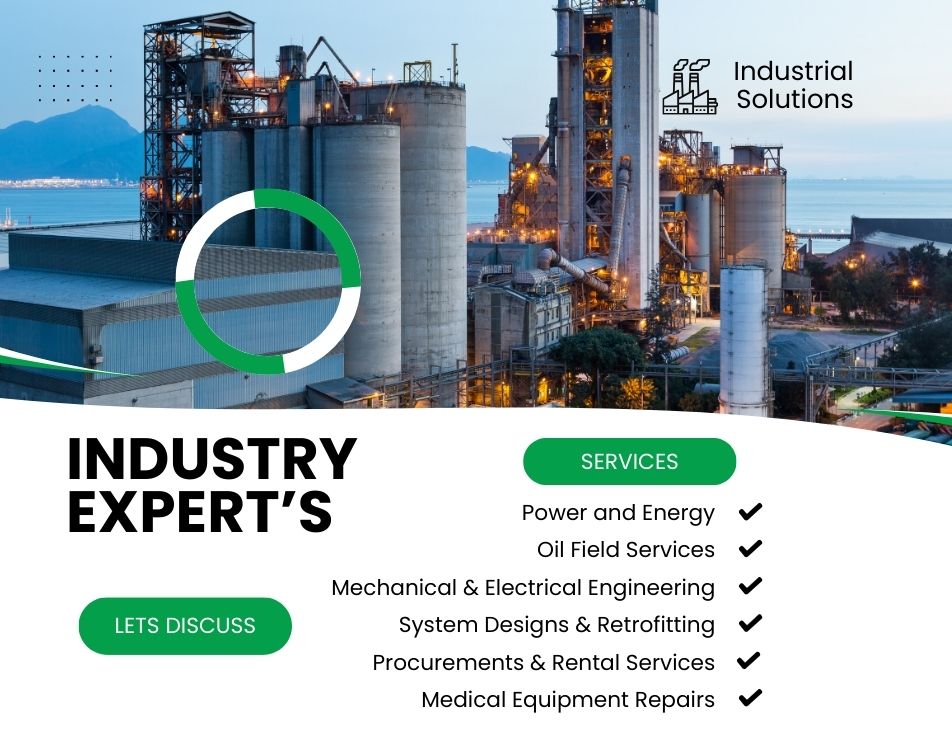 Industrial
Solutions
INDUSTRY
EXPERT’S
LETS DISCUSS
SERVICES
Power and Energy
Oil Field Services
Mechanical & Electrical Engineering
System Designs & Retrofitting
Procurements & Rental Services
Medical Equipment Repairs